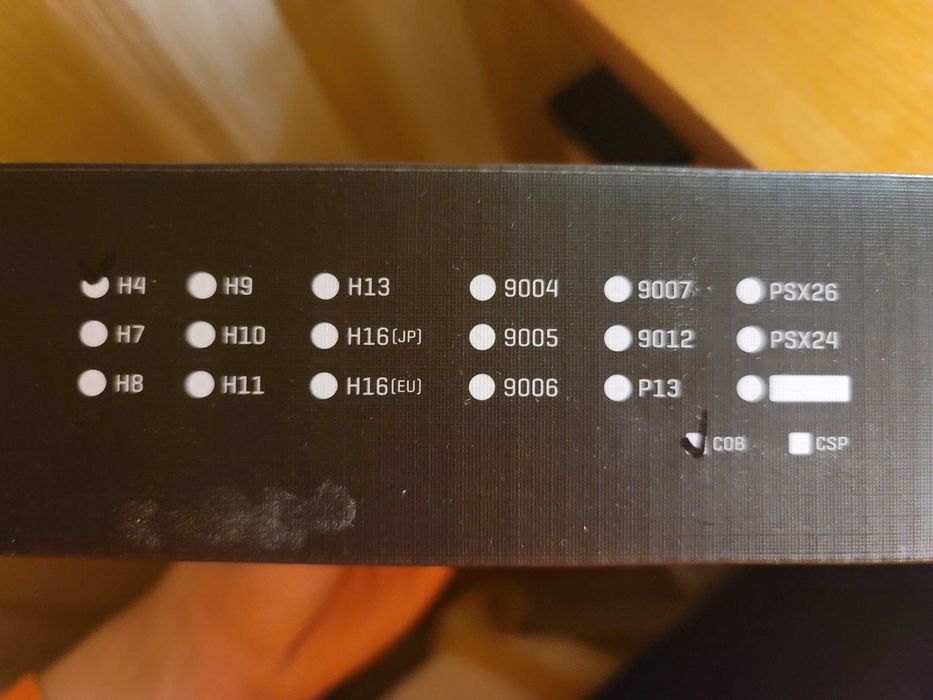 H4 H9 H13 9004 9007 PSX26
H7 H10 H16(JP) 9005 9012 PSX24
H8 H11 H16(EU) 9006 P13
COB CSP